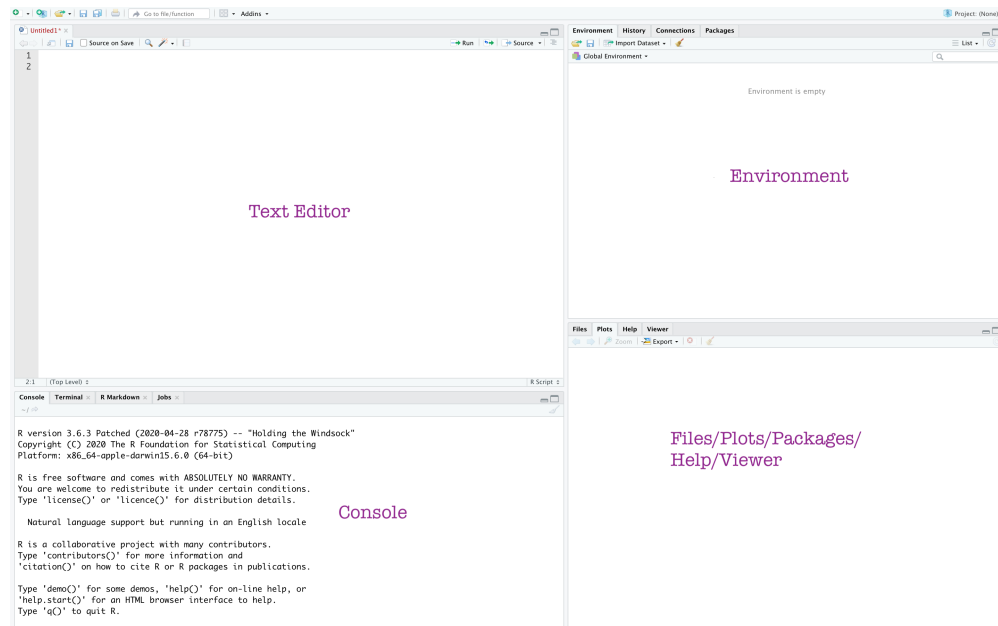 Go to file/function
Addins
Project: (None)
Untitled1*
Source on Save
Run
Source
1
2
Text Editor
2:1
(Top Level)
R Script
Environment History Connections Packages
Import Dataset
List
Global Environment
Environment is empty
Environment
Console Terminal R Markdown Jobs
~/
R version 3.6.3 Patched (2020-04-28 r78775) -- "Holding the Windsock"
Copyright (C) 2020 The R Foundation for Statistical Computing
Platform: x86_64-apple-darwin15.6.0 (64-bit)
R is free software and comes with ABSOLUTELY NO WARRANTY.
You are welcome to redistribute it under certain conditions.
Type 'license()' or 'licence()' for distribution details.
Natural language support but running in an English locale
R is a collaborative project with many contributors.
Type 'contributors()' for more information and
'citation()' on how to cite R or R packages in publications.
Type 'demo()' for some demos, 'help()' for on-line help, or
'help.start()' for an HTML browser interface to help.
Type 'q()' to quit R.
Console
Files Plots Help Viewer
Zoom
Export
Files/Plots/Packages/
Help/Viewer